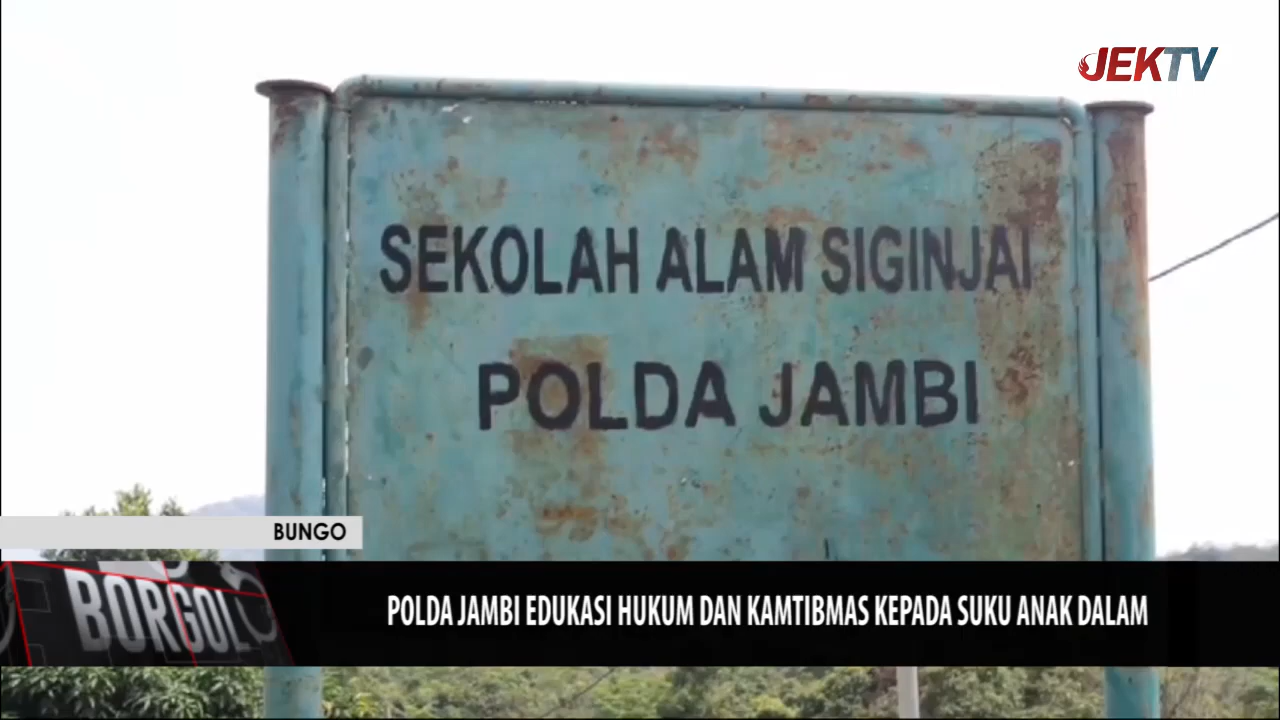 JEKTV
SEKOLAH ALAM SIGINJAI
POLDA JAMBI
BUNGO
BORGOL
POLDA JAMBI EDUKASI HUKUM DAN KAMTIBMAS KEPADA SUKU ANAK DALAM